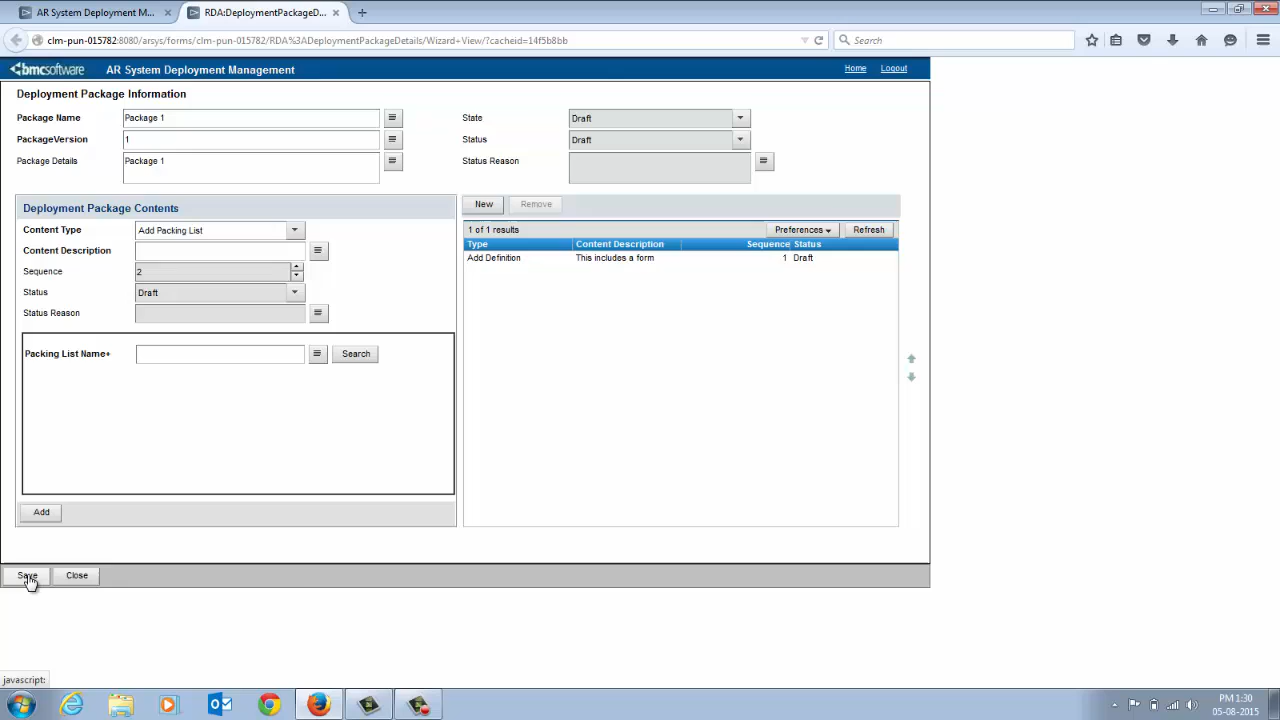 AR System Deployment M...
RDA:DeploymentPackageD...
clm-pun-015782:8080/arsys/forms/clm-pun-015782/RDA%3ADeploymentPackageDetails/Wizard+View/?cacheid=14f5b8bb
Search
bmcsoftware
AR System Deployment Management
Home
Logout
Deployment Package Information
Package Name
Package 1
State
Draft
PackageVersion
1
Status
Draft
Package Details
Package 1
Status Reason
Deployment Package Contents
New
Remove
Content Type
Add Packing List
1 of 1 results
Preferences
Refresh
Content Description
Type
Content Description
Sequence
Status
Add Definition
This includes a form
1
Draft
Sequence
2
Status
Draft
Status Reason
Packing List Name+
Search
Add
Save
Close
javascript:
PM 1:30
05-08-2015